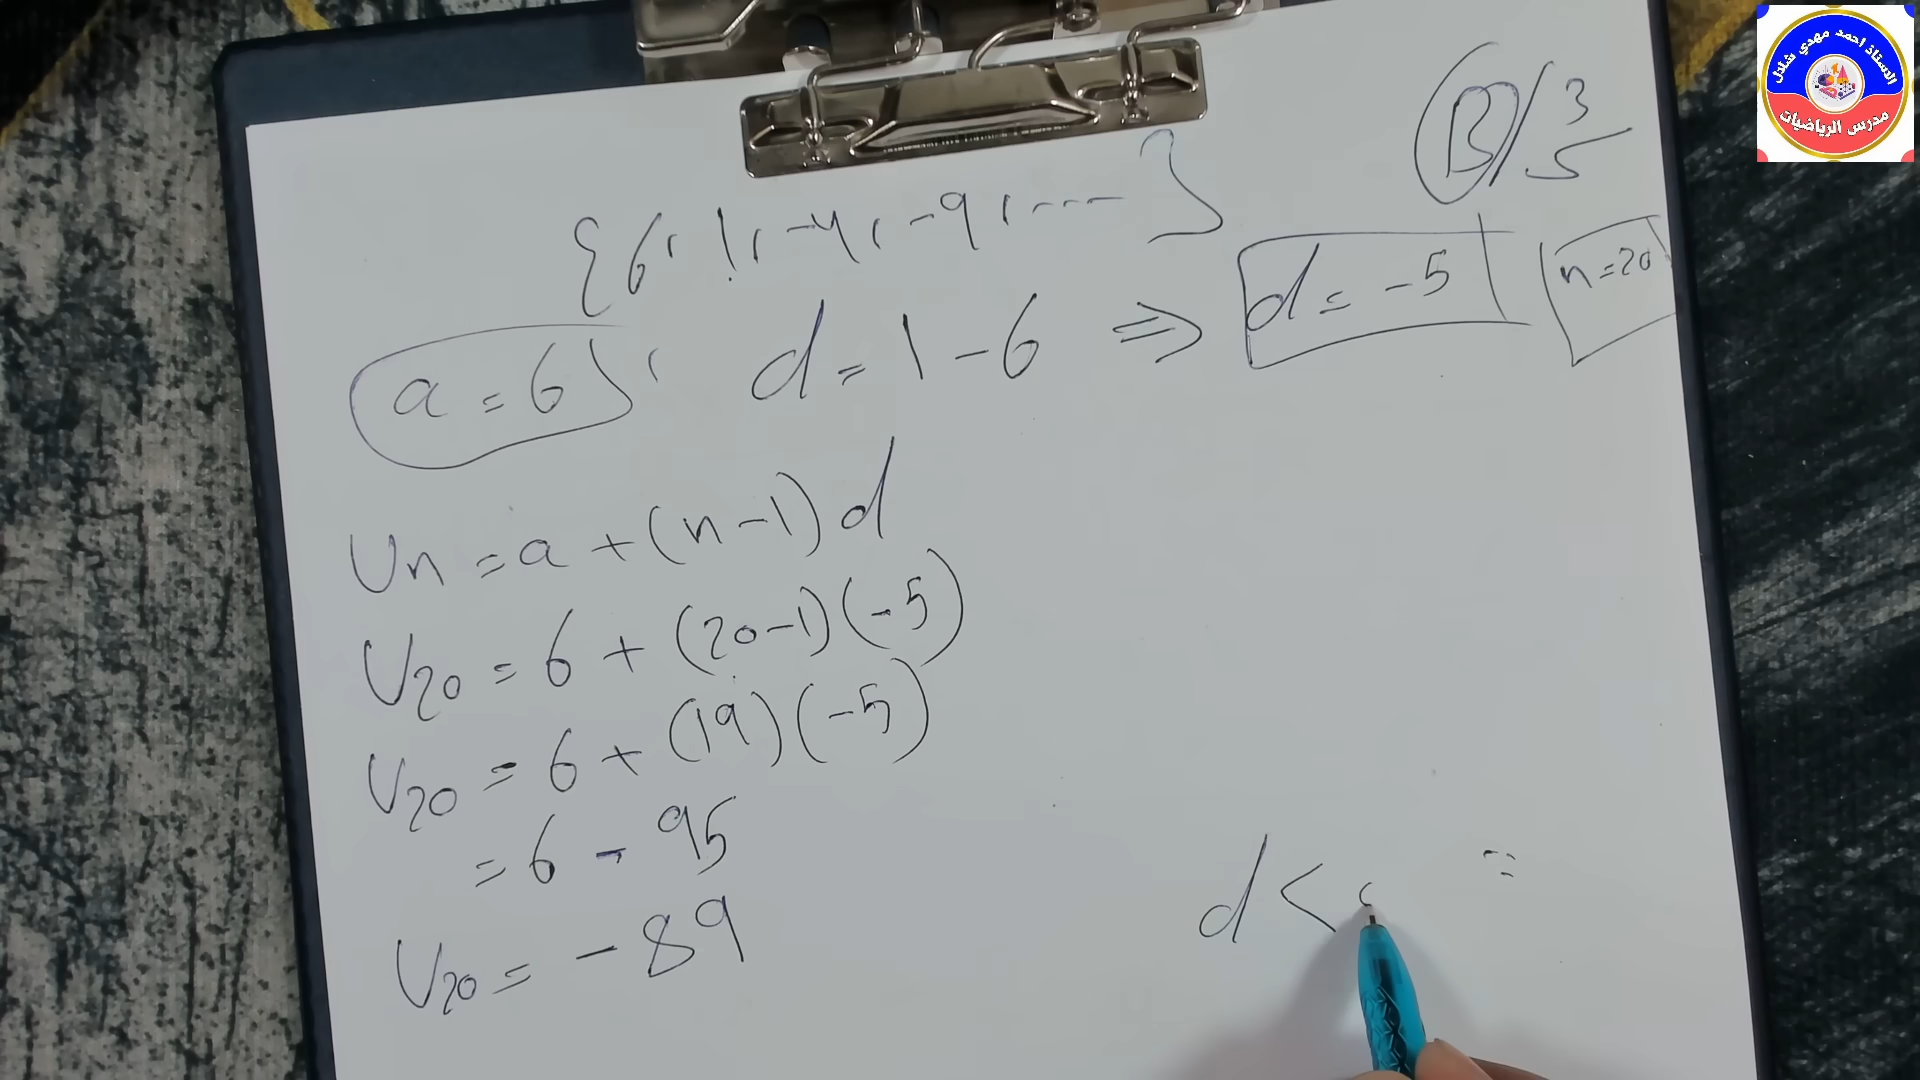 الاستاذ احمد مهدي شلال
مدرس الرياضيات
B/ 3/5
{6, 1, -4, -9, ---- }
a = 6, d = 1 - 6 ⇒ d = -5 n = 20
Un = a + (n-1) d
U20 = 6 + (20-1)(-5)
U20 = 6 + (19)(-5)
= 6 - 95
U20 = - 89
d <